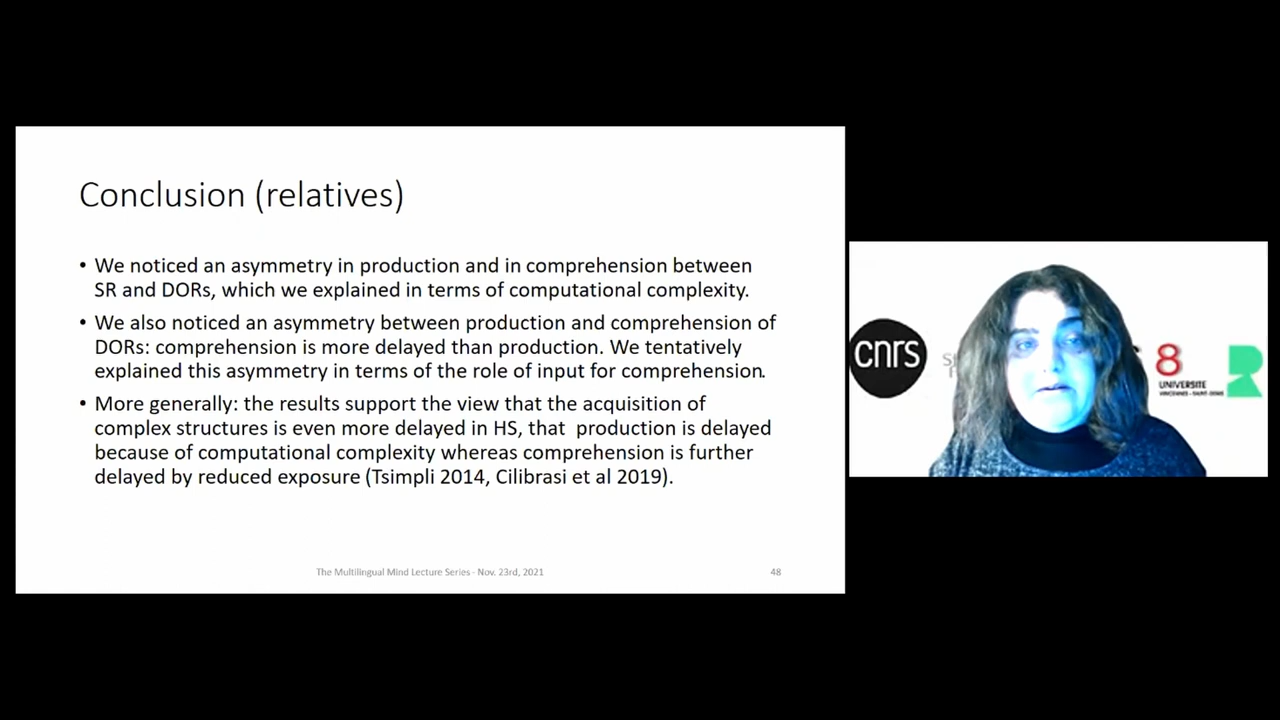 Conclusion (relatives)
• We noticed an asymmetry in production and in comprehension between
SR and DORs, which we explained in terms of computational complexity.
• We also noticed an asymmetry between production and comprehension of
DORs: comprehension is more delayed than production. We tentatively
explained this asymmetry in terms of the role of input for comprehension.
• More generally: the results support the view that the acquisition of
complex structures is even more delayed in HS, that  production is delayed
because of computational complexity whereas comprehension is further
delayed by reduced exposure (Tsimpli 2014, Cilibrasi et al 2019).
The Multilingual Mind Lecture Series - Nov. 23rd, 2021
48
cnrs
8
UNIVERSITE
VINCENNES - SAINT-DENIS